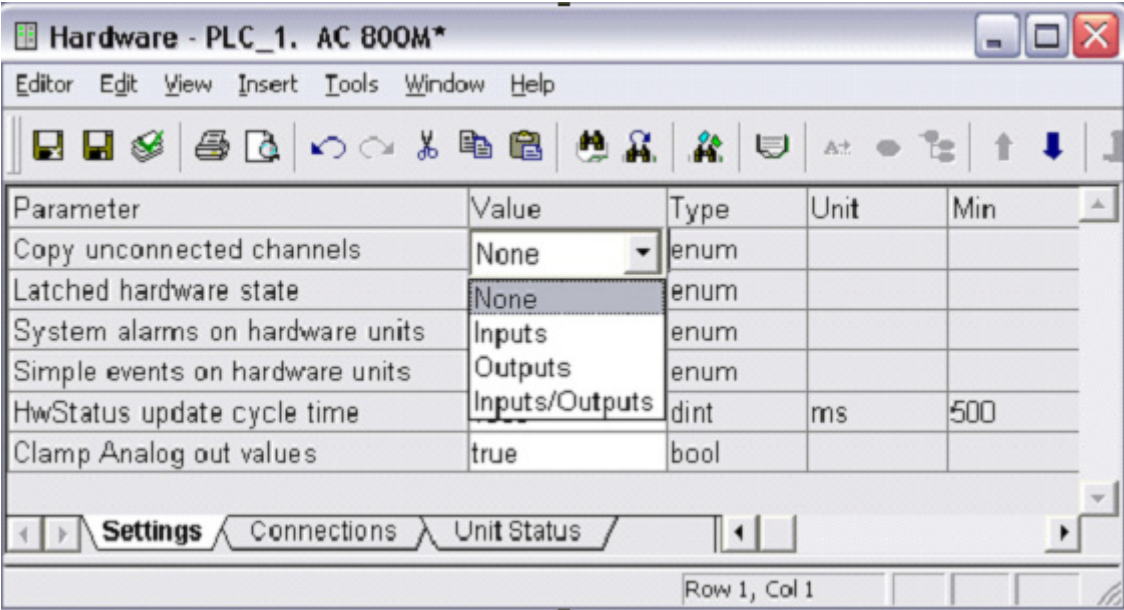 Hardware - PLC_1. AC 800M*
Editor Edit View Insert Tools Window Help
Parameter Value Type Unit Min
Copy unconnected channels None enum
Latched hardware state None enum
System alarms on hardware units Inputs enum
Simple events on hardware units Outputs enum
HwStatus update cycle time Inputs/Outputs dint ms 500
Clamp Analog out values true bool
Settings Connections Unit Status
Row 1, Col 1